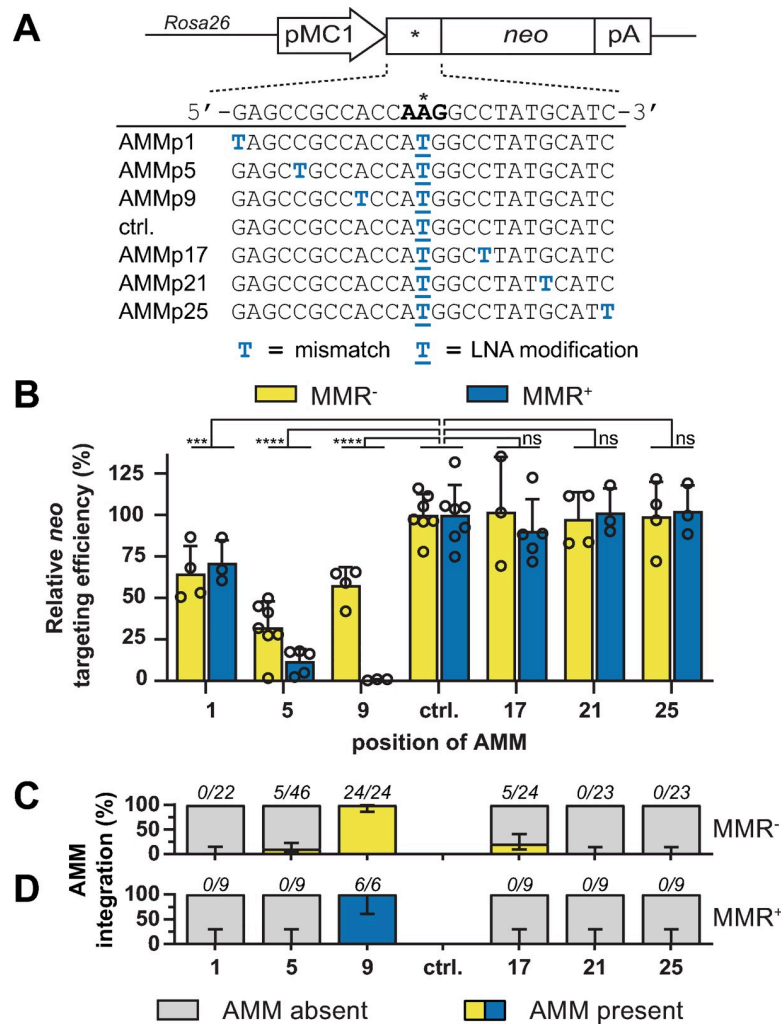 A
Rosa26 pMC1 * neo pA
*
5′-GAGCCGCCACCAAGGCCTATGCATC-3′
AMMp1 TAGCCGCCACCATGGCCTATGCATC
AMMp5 GAGCTGCCACCATGGCCTATGCATC
AMMp9 GAGCCGCCTCCATGGCCTATGCATC
ctrl. GAGCCGCCACCATGGCCTATGCATC
AMMp17 GAGCCGCCACCATGGCTTATGCATC
AMMp21 GAGCCGCCACCATGGCCTATTCATC
AMMp25 GAGCCGCCACCATGGCCTATGCATT
T = mismatch T = LNA modification
B
MMR- MMR+
*** **** **** ns ns ns
Relative neo
targeting efficiency (%)
125
100
75
50
25
0
1 5 9 ctrl. 17 21 25
position of AMM
C
0/22 5/46 24/24 5/24 0/23 0/23
100
50
0
MMR-
AMM
integration (%)
D
0/9 0/9 6/6 0/9 0/9 0/9
100
50
0
MMR+
1 5 9 ctrl. 17 21 25
AMM absent AMM present